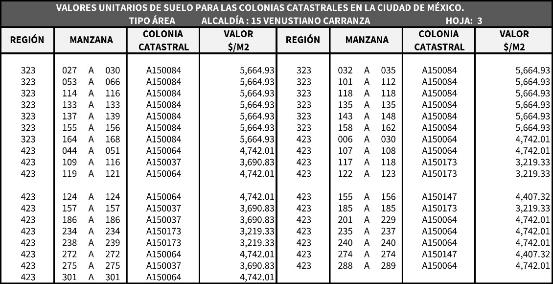 VALORES UNITARIOS DE SUELO PARA LAS COLONIAS CATASTRALES EN LA CIUDAD DE MÉXICO.
TIPO ÁREA ALCALDÍA : 15 VENUSTIANO CARRANZA HOJA: 3
REGIÓN MANZANA COLONIA CATASTRAL VALOR $/M2 REGIÓN MANZANA COLONIA CATASTRAL VALOR $/M2
323 027 A 030 A150084 5,664.93 323 032 A 035 A150084 5,664.93
323 053 A 066 A150084 5,664.93 323 101 A 112 A150084 5,664.93
323 114 A 116 A150084 5,664.93 323 118 A 118 A150084 5,664.93
323 133 A 133 A150084 5,664.93 323 135 A 135 A150084 5,664.93
323 137 A 139 A150084 5,664.93 323 143 A 148 A150084 5,664.93
323 155 A 156 A150084 5,664.93 323 158 A 162 A150084 5,664.93
323 164 A 168 A150084 5,664.93 423 006 A 030 A150064 4,742.01
423 044 A 051 A150064 4,742.01 423 107 A 108 A150064 4,742.01
423 109 A 116 A150037 3,690.83 423 117 A 118 A150173 3,219.33
423 119 A 121 A150064 4,742.01 423 122 A 123 A150173 3,219.33
423 124 A 124 A150064 4,742.01 423 155 A 156 A150147 4,407.32
423 157 A 157 A150037 3,690.83 423 185 A 185 A150173 3,219.33
423 186 A 186 A150037 3,690.83 423 201 A 229 A150064 4,742.01
423 234 A 234 A150173 3,219.33 423 235 A 237 A150064 4,742.01
423 238 A 239 A150173 3,219.33 423 240 A 240 A150064 4,742.01
423 272 A 272 A150064 4,742.01 423 274 A 274 A150147 4,407.32
423 275 A 275 A150037 3,690.83 423 288 A 289 A150064 4,742.01
423 301 A 301 A150064 4,742.01